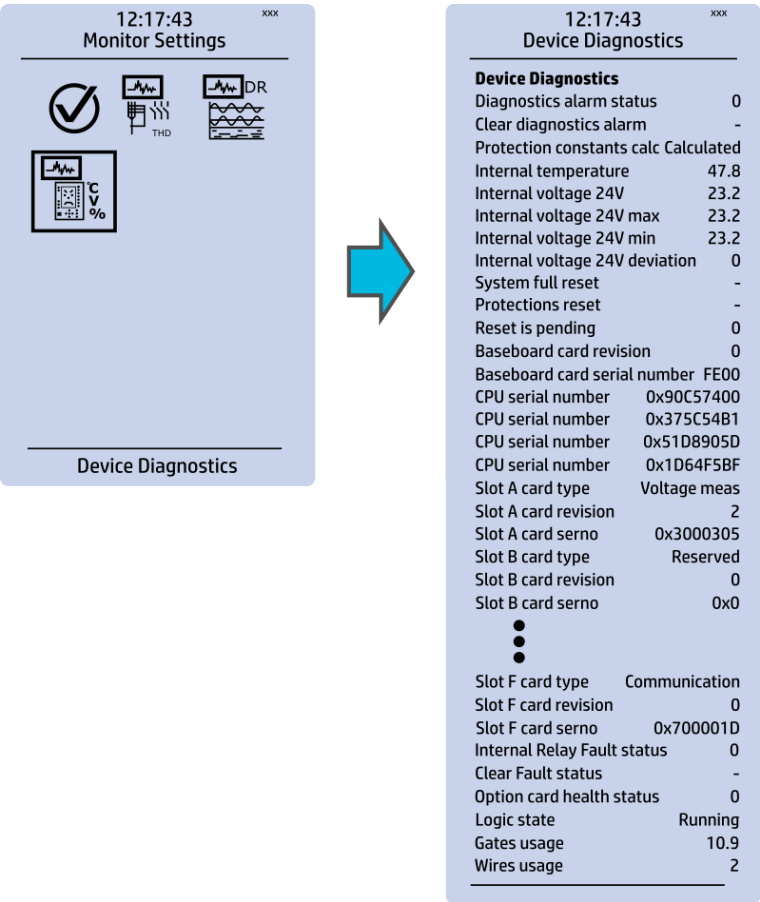 12:17:43 xxx
Monitor Settings
DR
THD
°C
V
%
Device Diagnostics
12:17:43 xxx
Device Diagnostics
Device Diagnostics
Diagnostics alarm status 0
Clear diagnostics alarm -
Protection constants calc Calculated
Internal temperature 47.8
Internal voltage 24V 23.2
Internal voltage 24V max 23.2
Internal voltage 24V min 23.2
Internal voltage 24V deviation 0
System full reset -
Protections reset -
Reset is pending 0
Baseboard card revision 0
Baseboard card serial number FE00
CPU serial number 0x90C57400
CPU serial number 0x375C54B1
CPU serial number 0x51D8905D
CPU serial number 0x1D64F5BF
Slot A card type Voltage meas
Slot A card revision 2
Slot A card serno 0x3000305
Slot B card type Reserved
Slot B card revision 0
Slot B card serno 0x0
Slot F card type Communication
Slot F card revision 0
Slot F card serno 0x700001D
Internal Relay Fault status 0
Clear Fault status -
Option card health status 0
Logic state Running
Gates usage 10.9
Wires usage 2